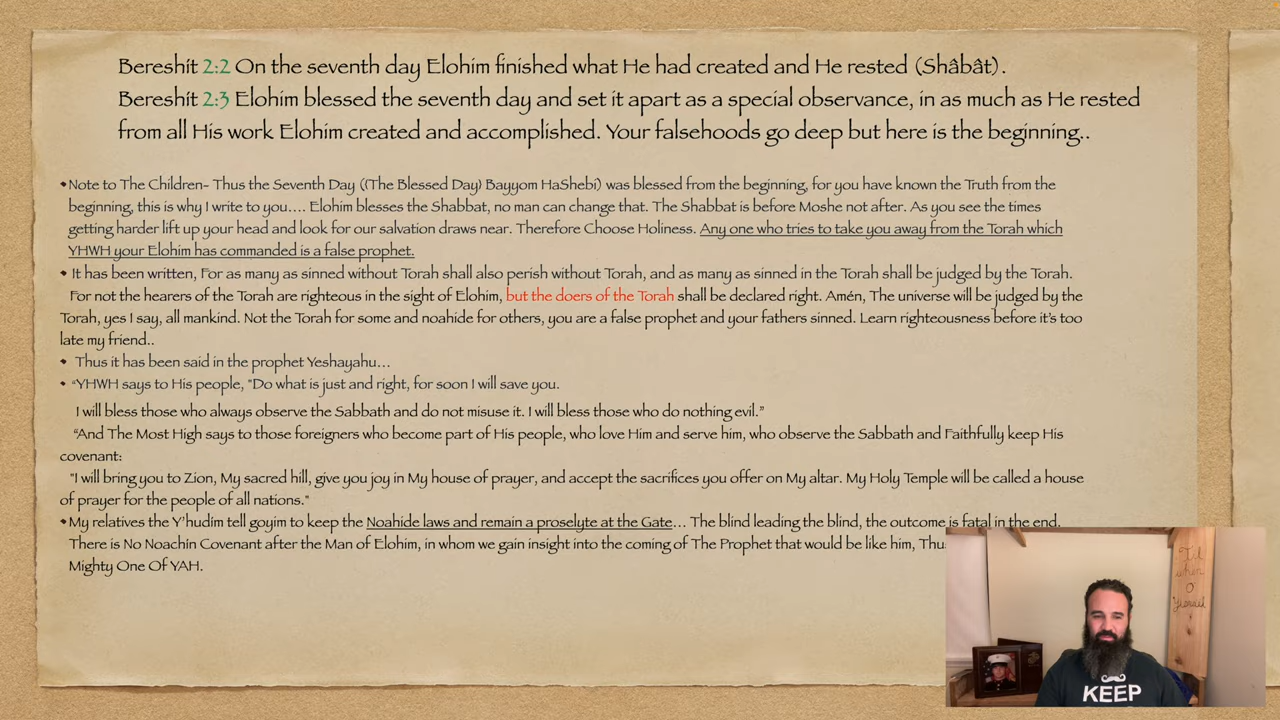 Bereshít 2:2 On the seventh day Elohim finished what He had created and He rested (Shâbât).
Bereshít 2:3 Elohim blessed the seventh day and set it apart as a special observance, in as much as He rested
from all His work Elohim created and accomplished. Your falsehoods go deep but here is the beginning..
•Note to The Children- Thus the Seventh Day ((The Blessed Day) Bayyom HaShebi) was blessed from the beginning, for you have known the Truth from the
beginning, this is why I write to you…. Elohim blesses the Shabbat, no man can change that. The Shabbat is before Moshe not after. As you see the times
getting harder lift up your head and look for our salvation draws near. Therefore Choose Holiness. Any one who tries to take you away from the Torah which
YHWH your Elohim has commanded is a false prophet.
• It has been written, For as many as sinned without Torah shall also perish without Torah, and as many as sinned in the Torah shall be judged by the Torah.
For not the hearers of the Torah are righteous in the sight of Elohim, but the doers of the Torah shall be declared right. Amén, The universe will be judged by the
Torah, yes I say, all mankind. Not the Torah for some and noahide for others, you are a false prophet and your fathers sinned. Learn righteousness before it's too
late my friend..
• Thus it has been said in the prophet Yeshayahu…
• "YHWH says to His people, "Do what is just and right, for soon I will save you.
I will bless those who always observe the Sabbath and do not misuse it. I will bless those who do nothing evil."
"And The Most High says to those foreigners who become part of His people, who love Him and serve him, who observe the Sabbath and Faithfully keep His
covenant:
"I will bring you to Zion, My sacred hill, give you joy in My house of prayer, and accept the sacrifices you offer on My altar. My Holy Temple will be called a house
of prayer for the people of all nations."
•My relatives the Y'hudim tell goyim to keep the Noahide laws and remain a proselyte at the Gate… The blind leading the blind, the outcome is fatal in the end.
There is No Noachin Covenant after the Man of Elohim, in whom we gain insight into the coming of The Prophet that would be like him, Thu
Mighty One Of YAH.
'Til
when
O
Yisrael
KEEP